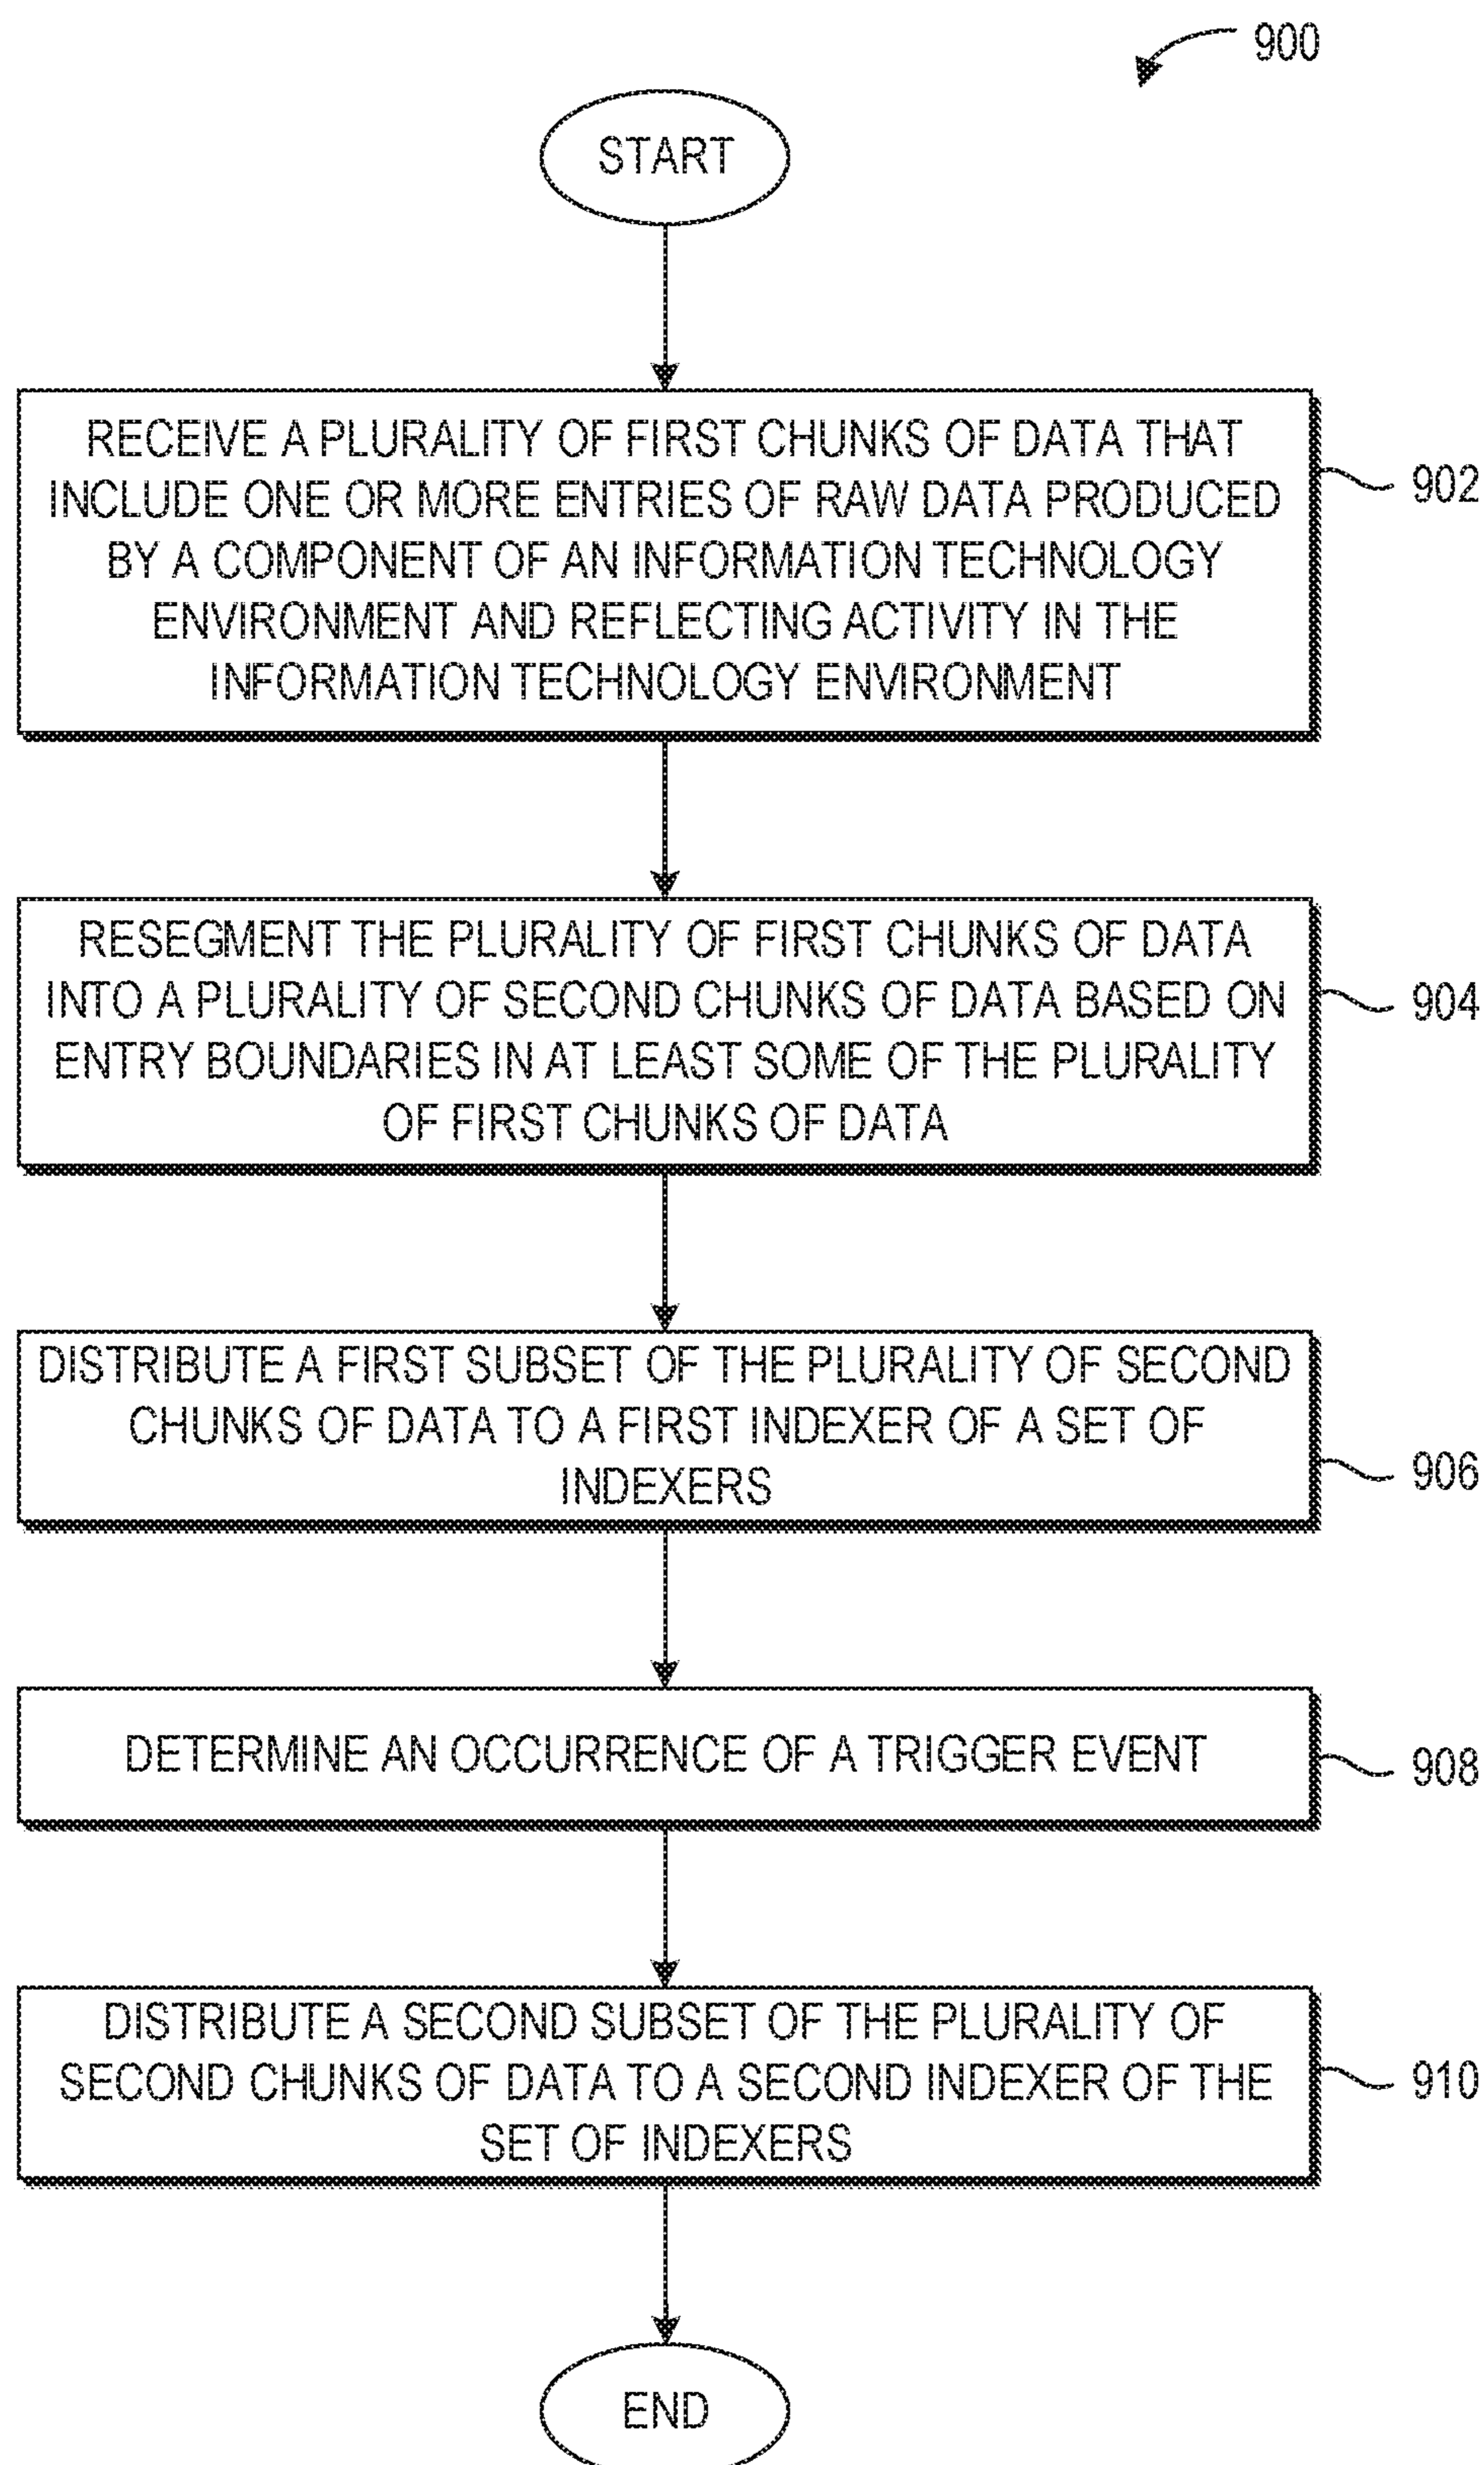 900
START
RECEIVE A PLURALITY OF FIRST CHUNKS OF DATA THAT
INCLUDE ONE OR MORE ENTRIES OF RAW DATA PRODUCED
BY A COMPONENT OF AN INFORMATION TECHNOLOGY
ENVIRONMENT AND REFLECTING ACTIVITY IN THE
INFORMATION TECHNOLOGY ENVIRONMENT
902
RESEGMENT THE PLURALITY OF FIRST CHUNKS OF DATA
INTO A PLURALITY OF SECOND CHUNKS OF DATA BASED ON
ENTRY BOUNDARIES IN AT LEAST SOME OF THE PLURALITY
OF FIRST CHUNKS OF DATA
904
DISTRIBUTE A FIRST SUBSET OF THE PLURALITY OF SECOND
CHUNKS OF DATA TO A FIRST INDEXER OF A SET OF
INDEXERS
906
DETERMINE AN OCCURRENCE OF A TRIGGER EVENT
908
DISTRIBUTE A SECOND SUBSET OF THE PLURALITY OF
SECOND CHUNKS OF DATA TO A SECOND INDEXER OF THE
SET OF INDEXERS
910
END